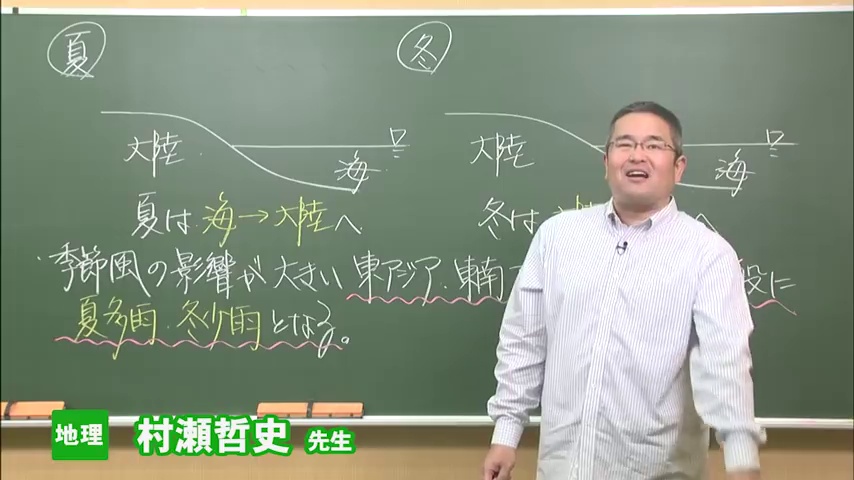 夏 冬
大陸 海 大陸 海
夏は 海→大陸へ 冬は 大陸 へ
季節風の影響が大きい 東アジア・東南 般に
夏多雨・冬少雨となる。
地理 村瀬哲史 先生